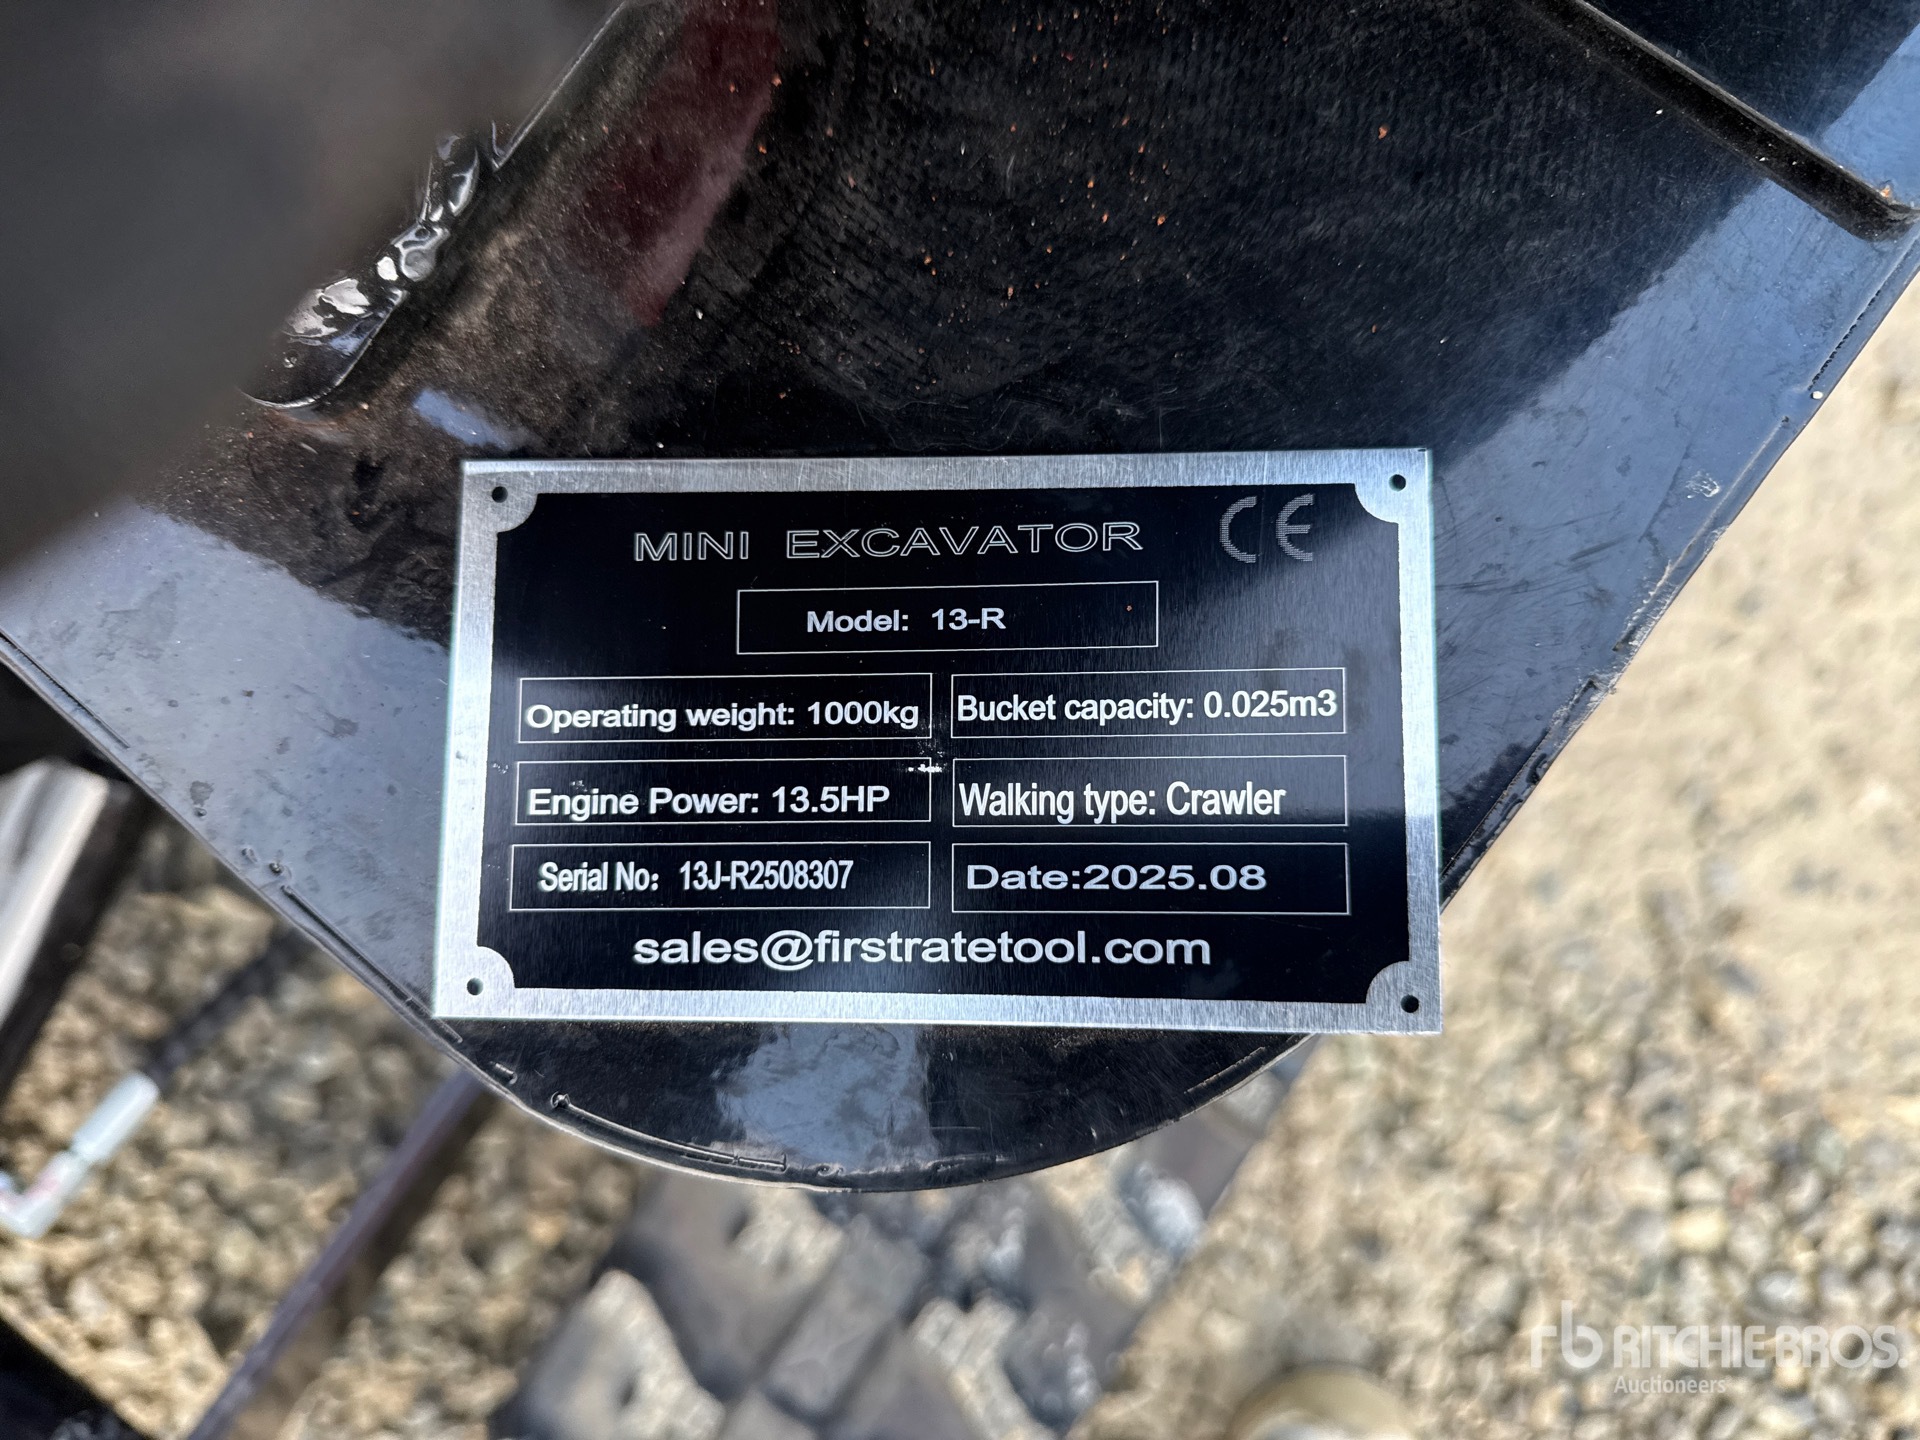 MINI EXCAVATOR CE
Model: 13-R
Operating weight: 1000kg
Bucket capacity: 0.025m3
Engine Power: 13.5HP
Walking type: Crawler
Serial No: 13J-R2508307
Date:2025.08
sales@firstratetool.com
rb RITCHIE BROS.
Auctioneers